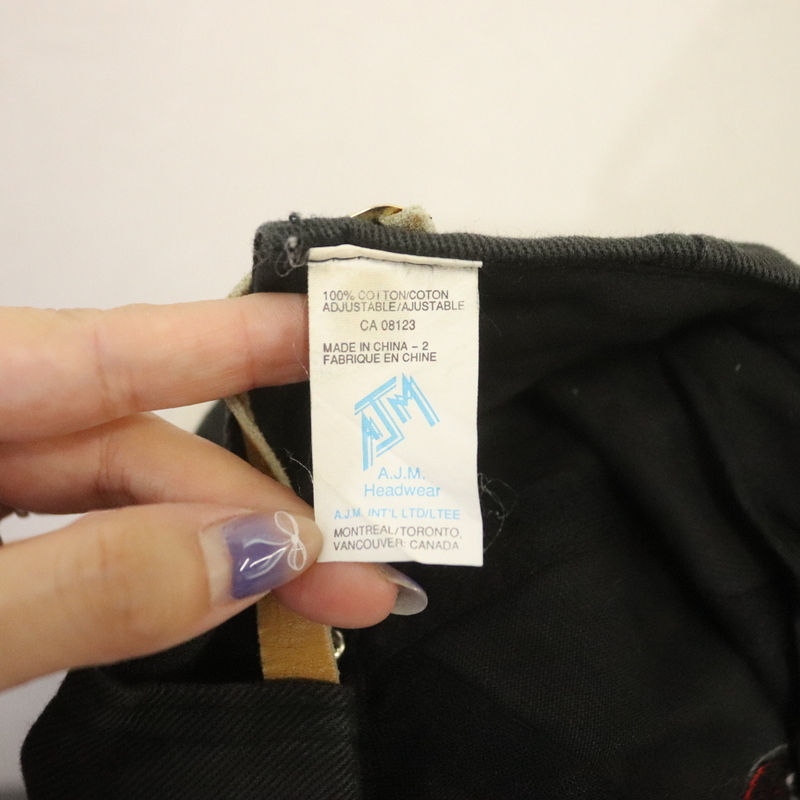 100% COTTON/COTON
ADJUSTABLE/AJUSTABLE
CA 08123
MADE IN CHINA - 2
FABRIQUE EN CHINE
AJM
A.J.M.
Headwear
A.J.M. INT'L LTD/LTEE
MONTREAL/TORONTO,
VANCOUVER: CANADA